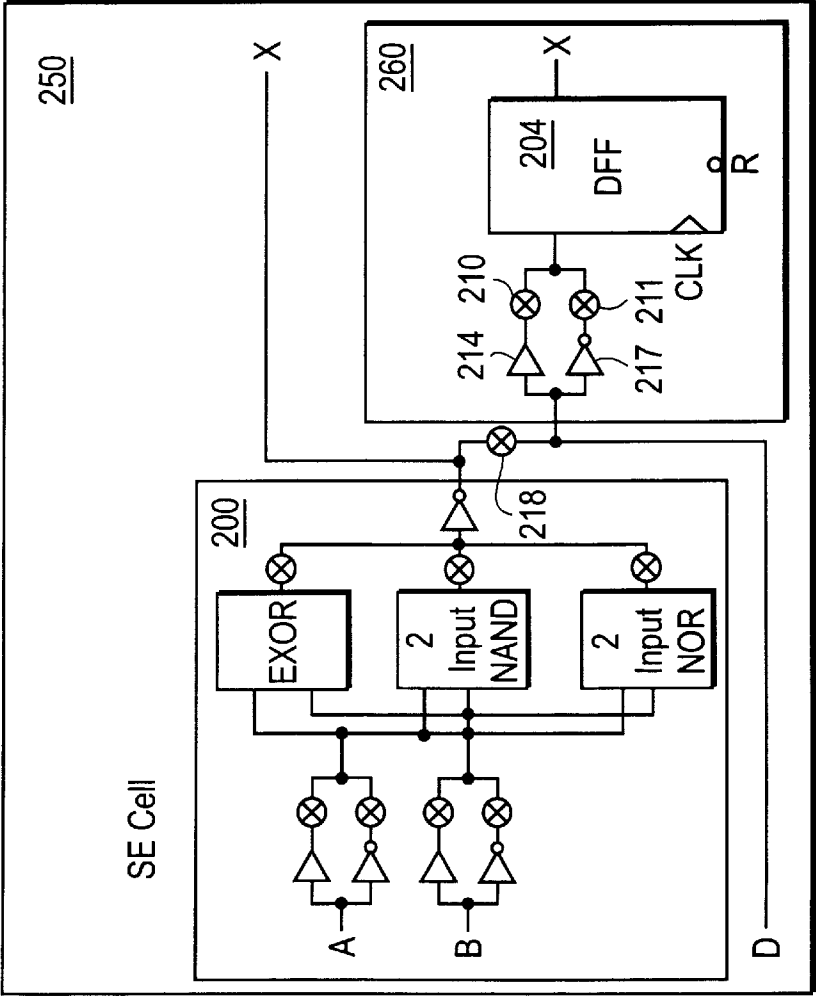 250
SE Cell
X
200
EXOR
2
Input
NAND
2
Input
NOR
A
B
D
218
260
X
204
DFF
CLK
R
210
214
211
217